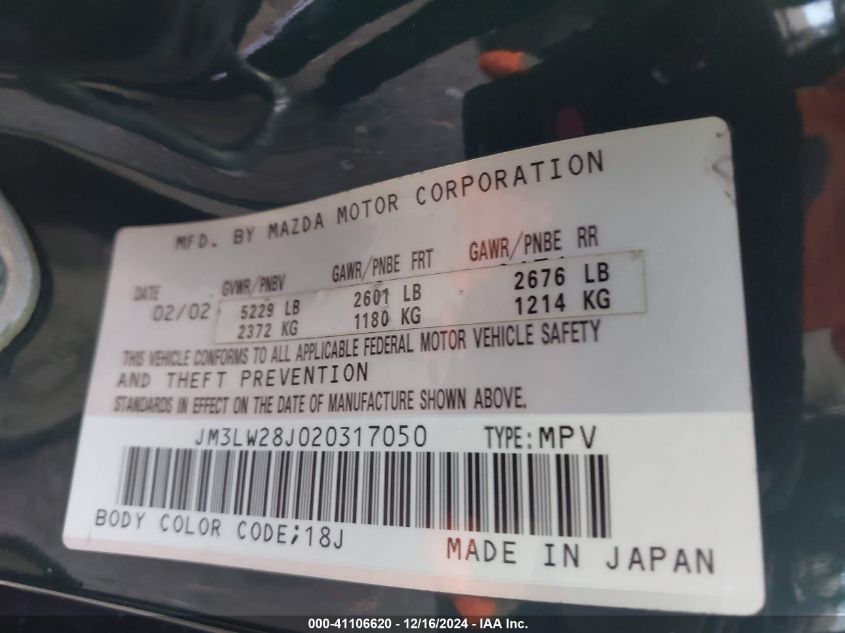 MFD. BY MAZDA MOTOR CORPORATION
DATE GVWR/PNBV GAWR/PNBE FRT GAWR/PNBE RR
02/02 5229 LB 2601 LB 2676 LB
2372 KG 1180 KG 1214 KG
THIS VEHICLE CONFORMS TO ALL APPLICABLE FEDERAL MOTOR VEHICLE SAFETY
AND THEFT PREVENTION
STANDARDS IN EFFECT ON THE DATE OF MANUFACTURE SHOWN ABOVE.
JM3LW28J020317050 TYPE:MPV
BODY COLOR CODE;18J
MADE IN JAPAN
000-41106620 - 12/16/2024 - IAA Inc.